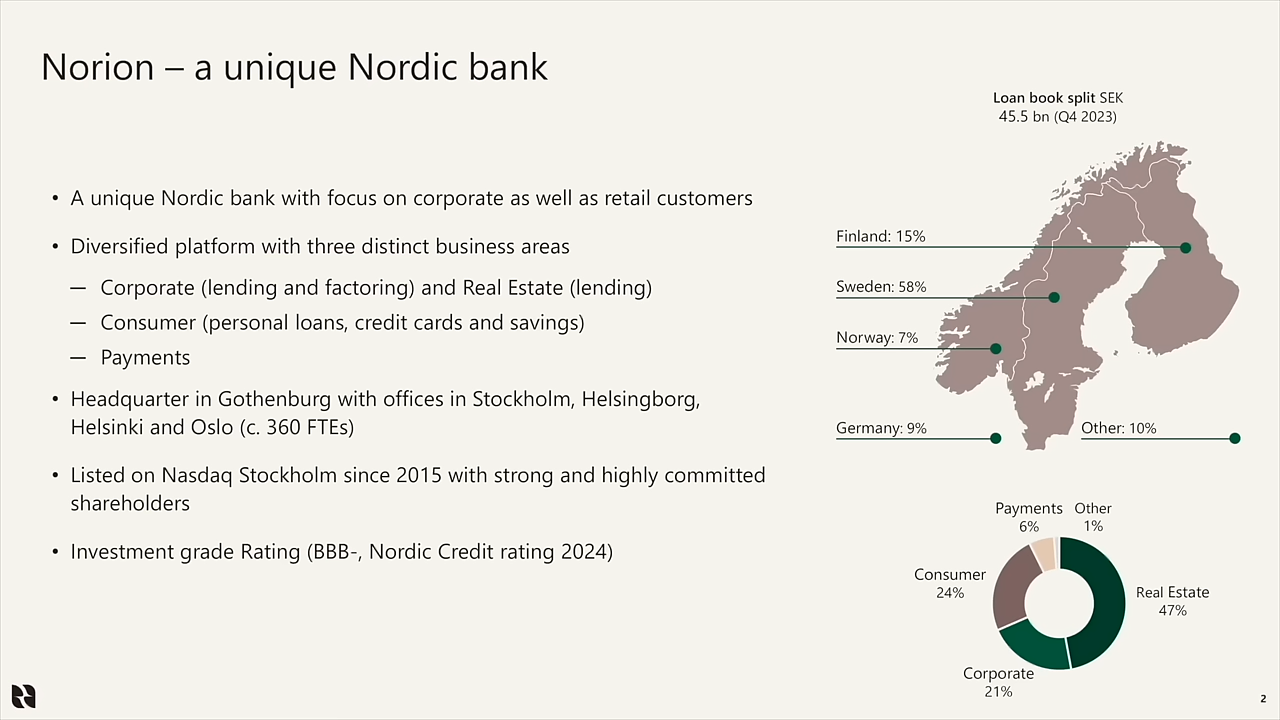 Norion – a unique Nordic bank
• A unique Nordic bank with focus on corporate as well as retail customers
• Diversified platform with three distinct business areas
— Corporate (lending and factoring) and Real Estate (lending)
— Consumer (personal loans, credit cards and savings)
— Payments
• Headquarter in Gothenburg with offices in Stockholm, Helsingborg,
Helsinki and Oslo (c. 360 FTEs)
• Listed on Nasdaq Stockholm since 2015 with strong and highly committed
shareholders
• Investment grade Rating (BBB-, Nordic Credit rating 2024)
Loan book split SEK
45.5 bn (Q4 2023)
Finland: 15%
Sweden: 58%
Norway: 7%
Germany: 9%
Other: 10%
Payments
6%
Other
1%
Consumer
24%
Real Estate
47%
Corporate
21%
2